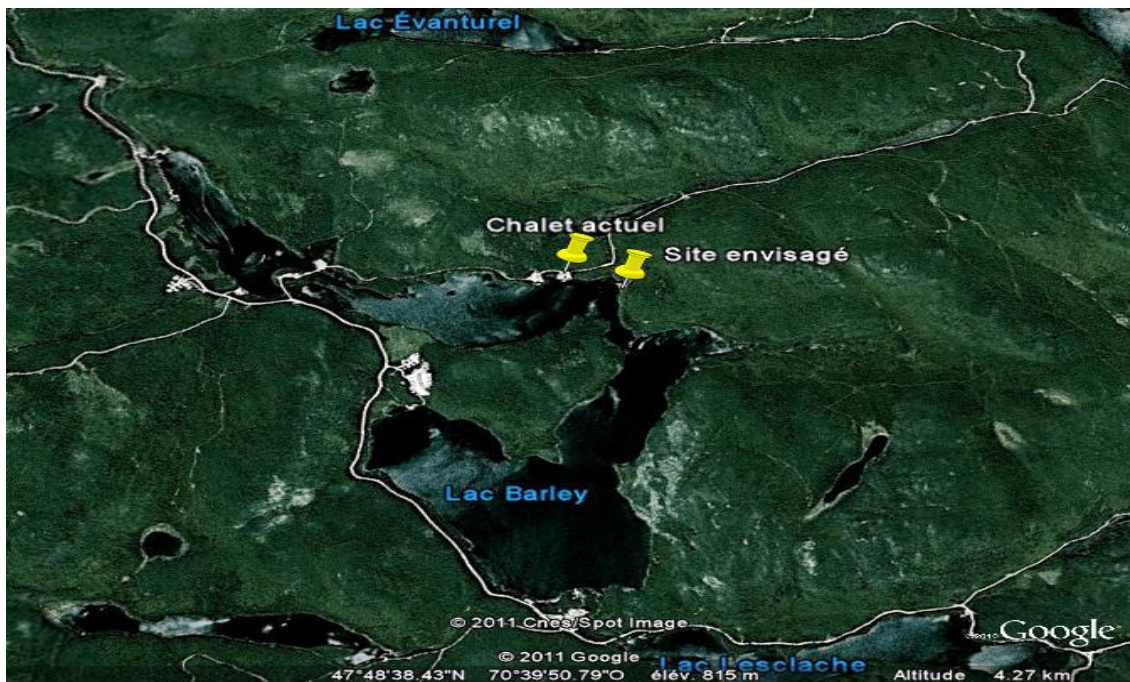 Lac Évanturel
Chalet actuel
Site envisagé
Lac Barley
© 2011 Cnes/Spot Image
© 2010 Google
© 2011 Google
Lac Lesclache
47°48'38.43"N 70°39'50.79"O élév. 815 m Altitude 4.27 km